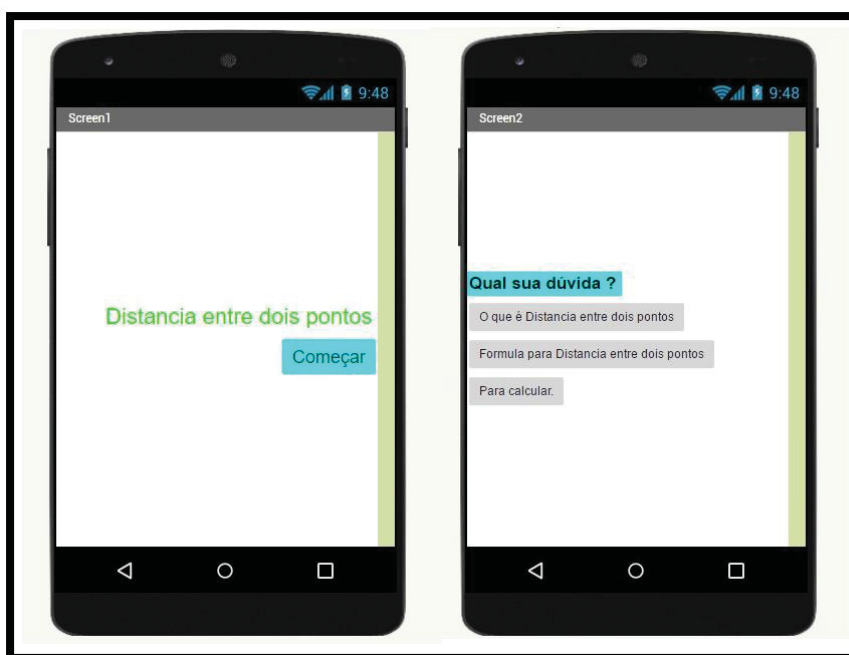 9:48
Screen1
Distancia entre dois pontos
Começar
9:48
Screen2
Qual sua dúvida ?
O que é Distancia entre dois pontos
Formula para Distancia entre dois pontos
Para calcular.